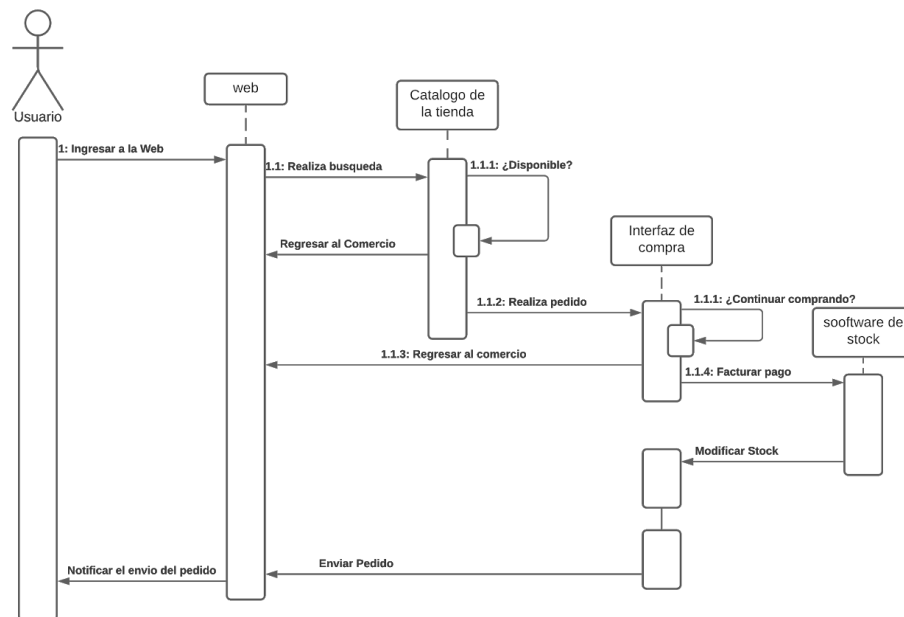 Usuario
web
Catalogo de
la tienda
1: Ingresar a la Web
1.1: Realiza busqueda
1.1.1: ¿Disponible?
Regresar al Comercio
Interfaz de
compra
1.1.2: Realiza pedido
1.1.1: ¿Continuar comprando?
sooftware de
stock
1.1.3: Regresar al comercio
1.1.4: Facturar pago
Modificar Stock
Enviar Pedido
Notificar el envio del pedido